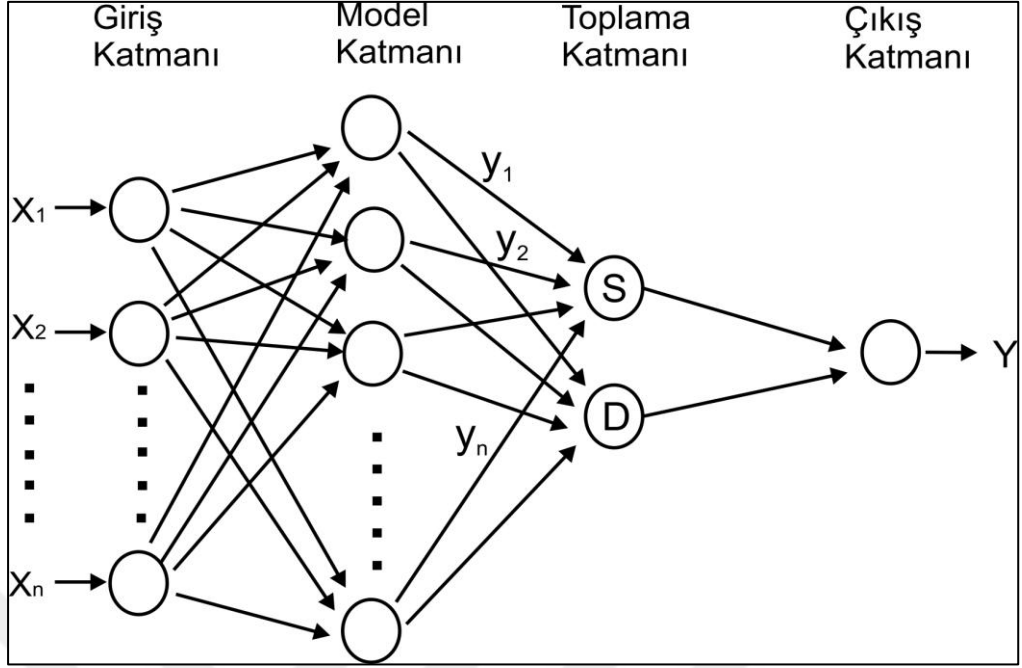 Giriş
Katmanı
Model
Katmanı
Toplama
Katmanı
Çıkış
Katmanı
y1
X1
y2
S
X2
Y
D
yn
Xn